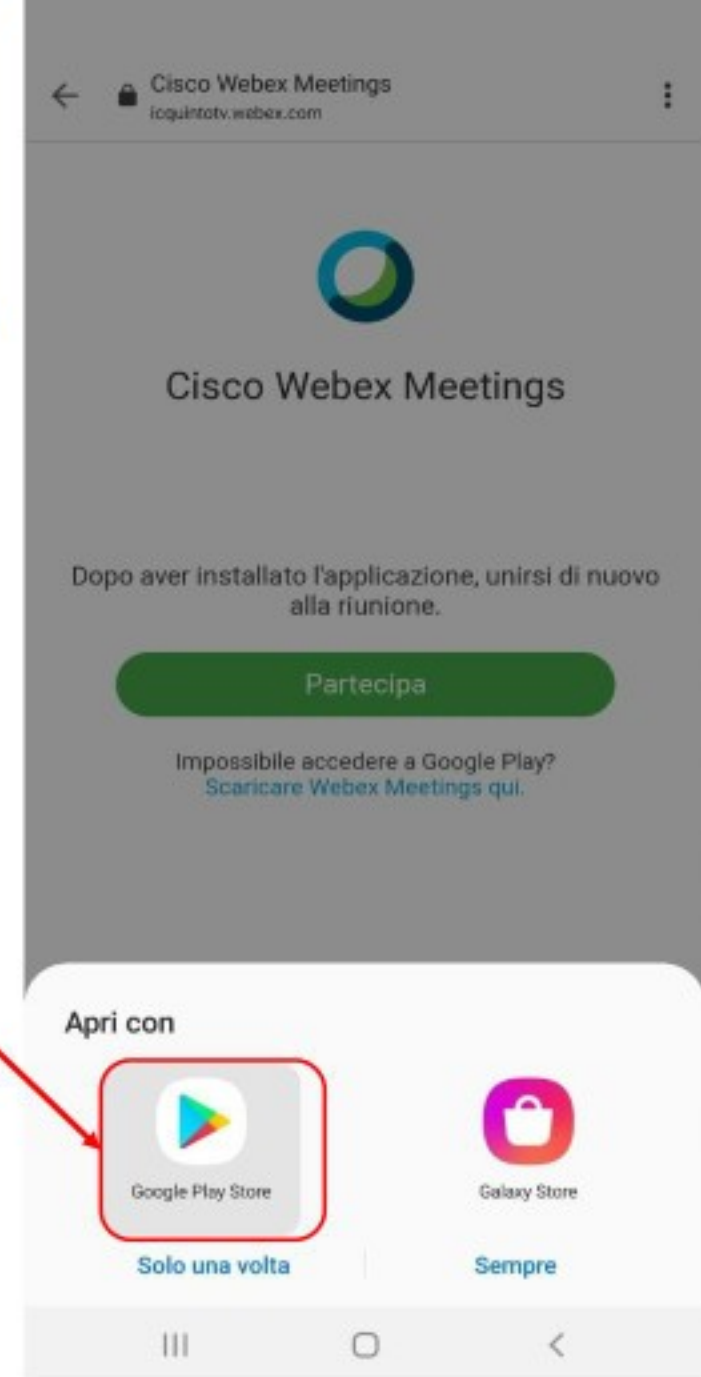 Cisco Webex Meetings
icquintotv.webex.com
Cisco Webex Meetings
Dopo aver installato l'applicazione, unirsi di nuovo
alla riunione.
Partecipa
Impossibile accedere a Google Play?
Scaricare Webex Meetings qui.
Apri con
Google Play Store
Galaxy Store
Solo una volta
Sempre